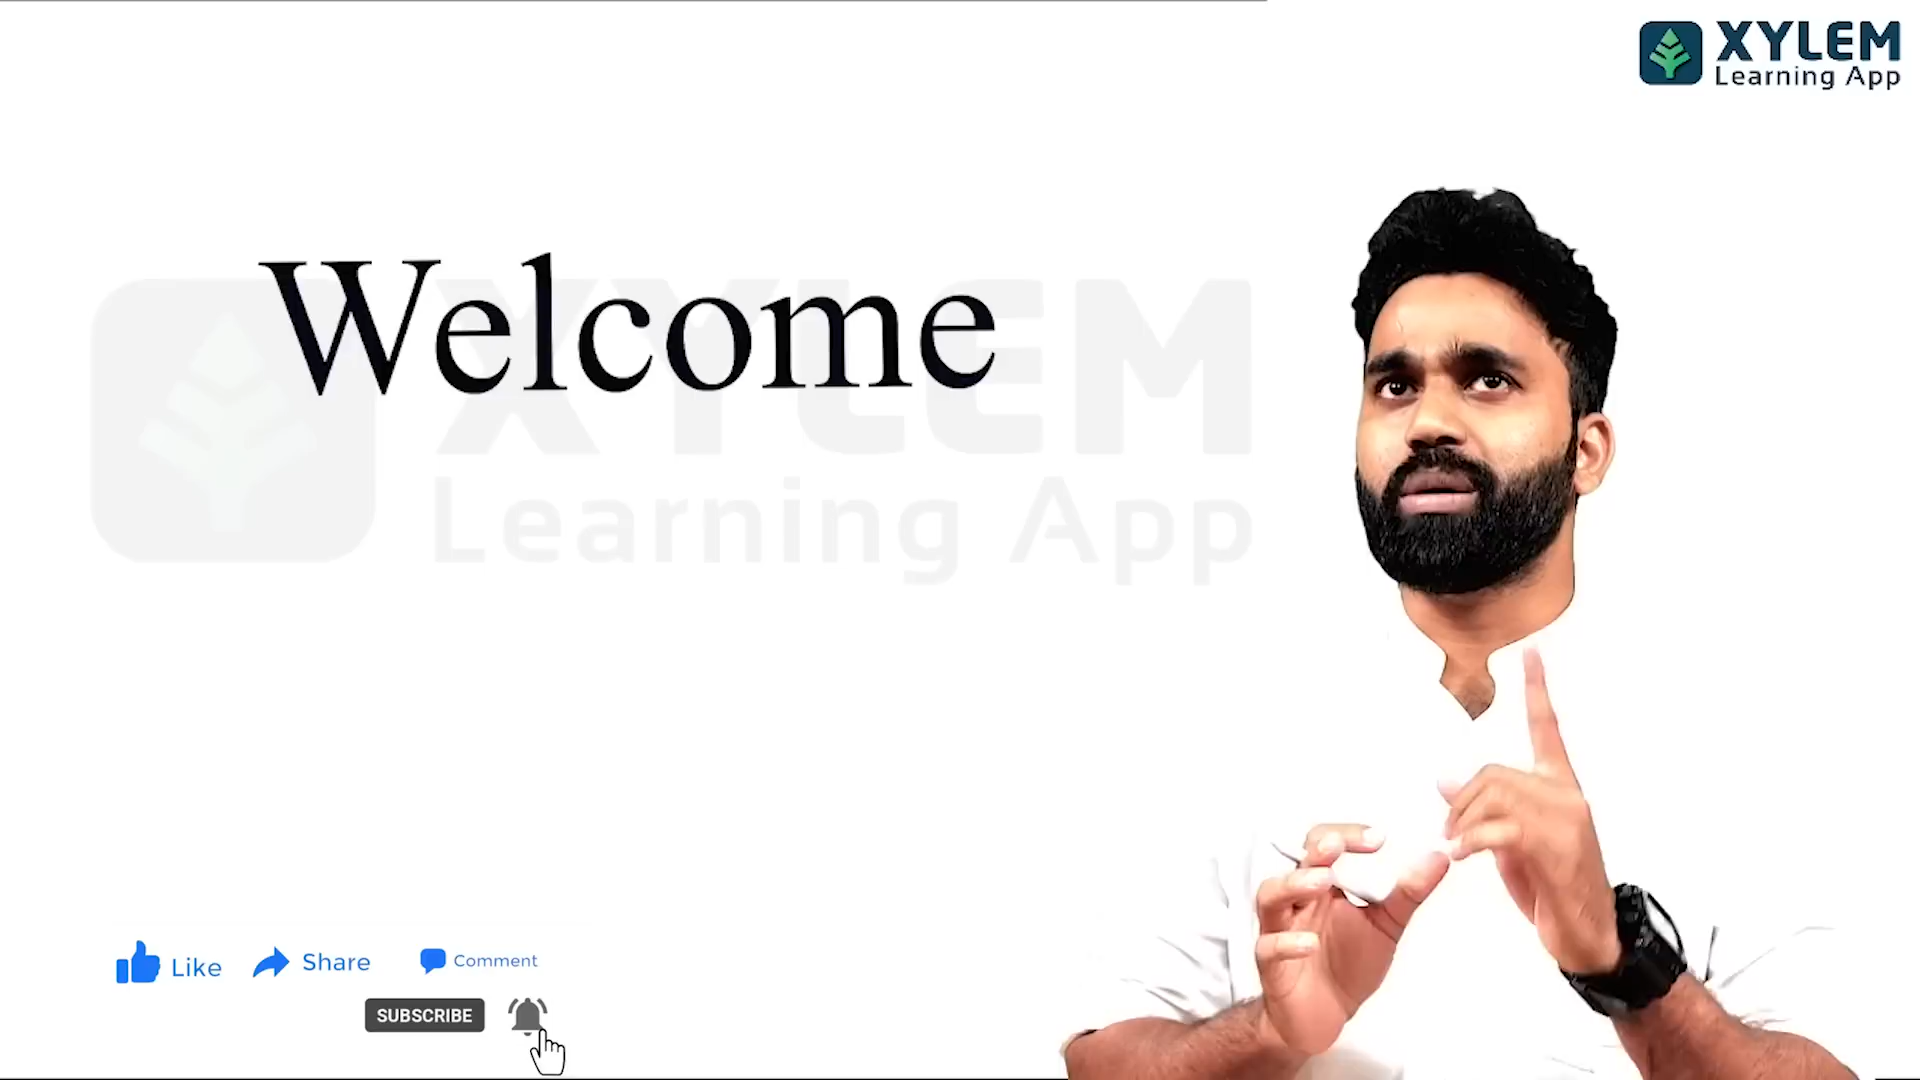 XYLEM
Learning App
Welcome
XYLEM
Learning App
Like
Share
Comment
SUBSCRIBE